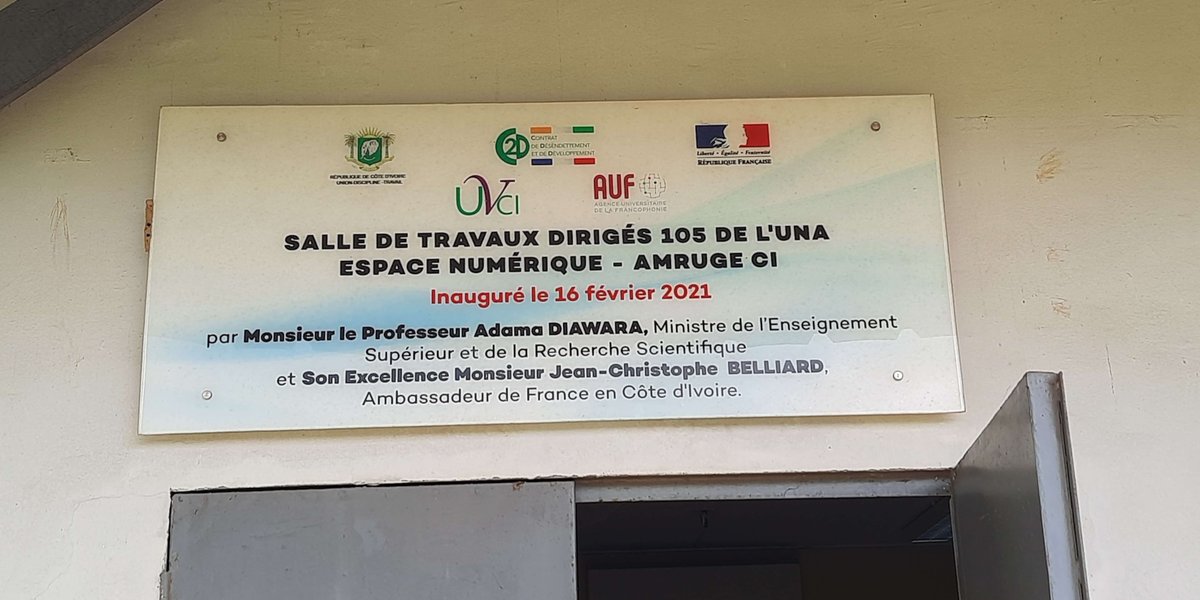 RÉPUBLIQUE DE CÔTE D'IVOIRE
UNION-DISCIPLINE-TRAVAIL
C2D
CONTRAT
DE DÉSENDETTEMENT
ET DE DÉVELOPPEMENT
Liberté • Égalité • Fraternité
RÉPUBLIQUE FRANÇAISE
UVCI
AUF
AGENCE UNIVERSITAIRE
DE LA FRANCOPHONIE
SALLE DE TRAVAUX DIRIGÉS 105 DE L'UNA
ESPACE NUMÉRIQUE - AMRUGE CI
Inauguré le 16 février 2021
par Monsieur le Professeur Adama DIAWARA, Ministre de l'Enseignement
Supérieur et de la Recherche Scientifique
et Son Excellence Monsieur Jean-Christophe BELLIARD,
Ambassadeur de France en Côte d'Ivoire.